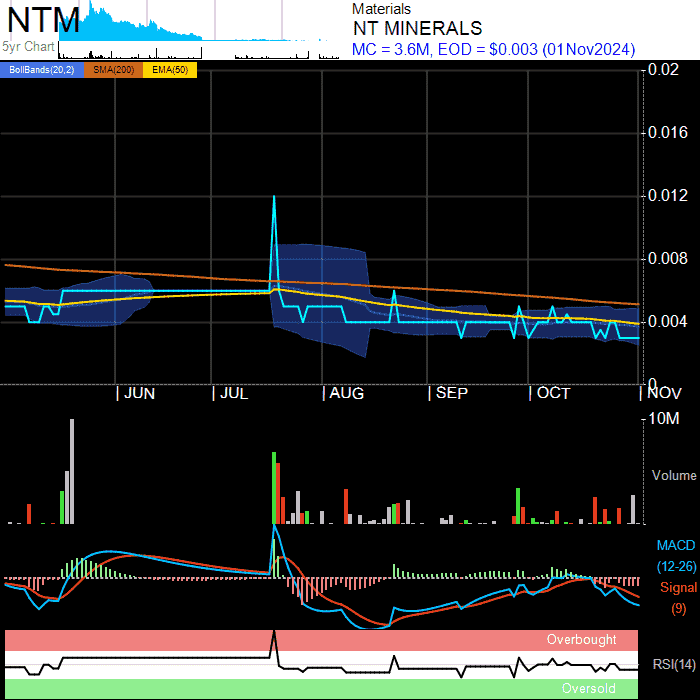 NTM
5yr Chart
Materials
NT MINERALS
MC = 3.6M, EOD = $0.003 (01Nov2024)
BollBands(20,2) SMA(200) EMA(50)
0.02
0.016
0.012
0.008
0.004
0
JUN JUL AUG SEP OCT NOV
10M
Volume
MACD
(12-26)
Signal
(9)
Overbought
RSI(14)
Oversold